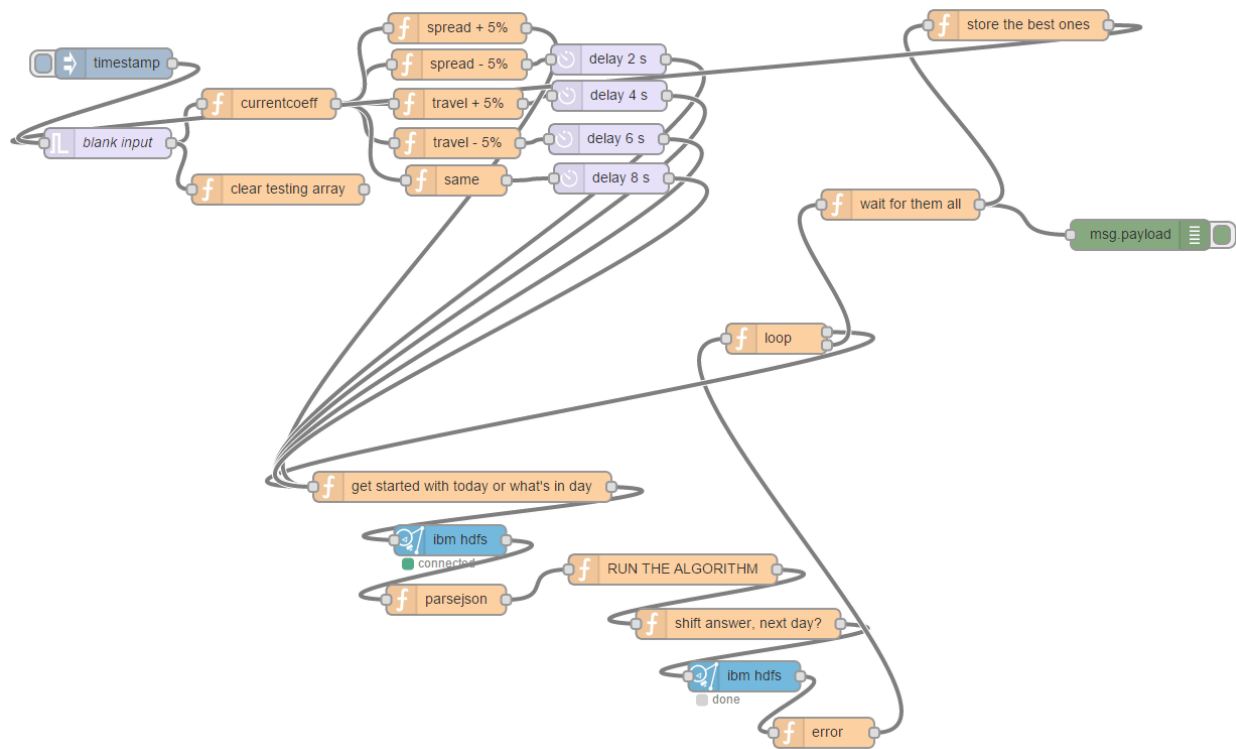 spread + 5%
store the best ones
timestamp
spread - 5%
delay 2 s
currentcoeff
travel + 5%
delay 4 s
blank input
travel - 5%
delay 6 s
clear testing array
same
delay 8 s
wait for them all
msg.payload
loop
get started with today or what's in day
ibm hdfs
connected
parsejson
RUN THE ALGORITHM
shift answer, next day?
ibm hdfs
done
error